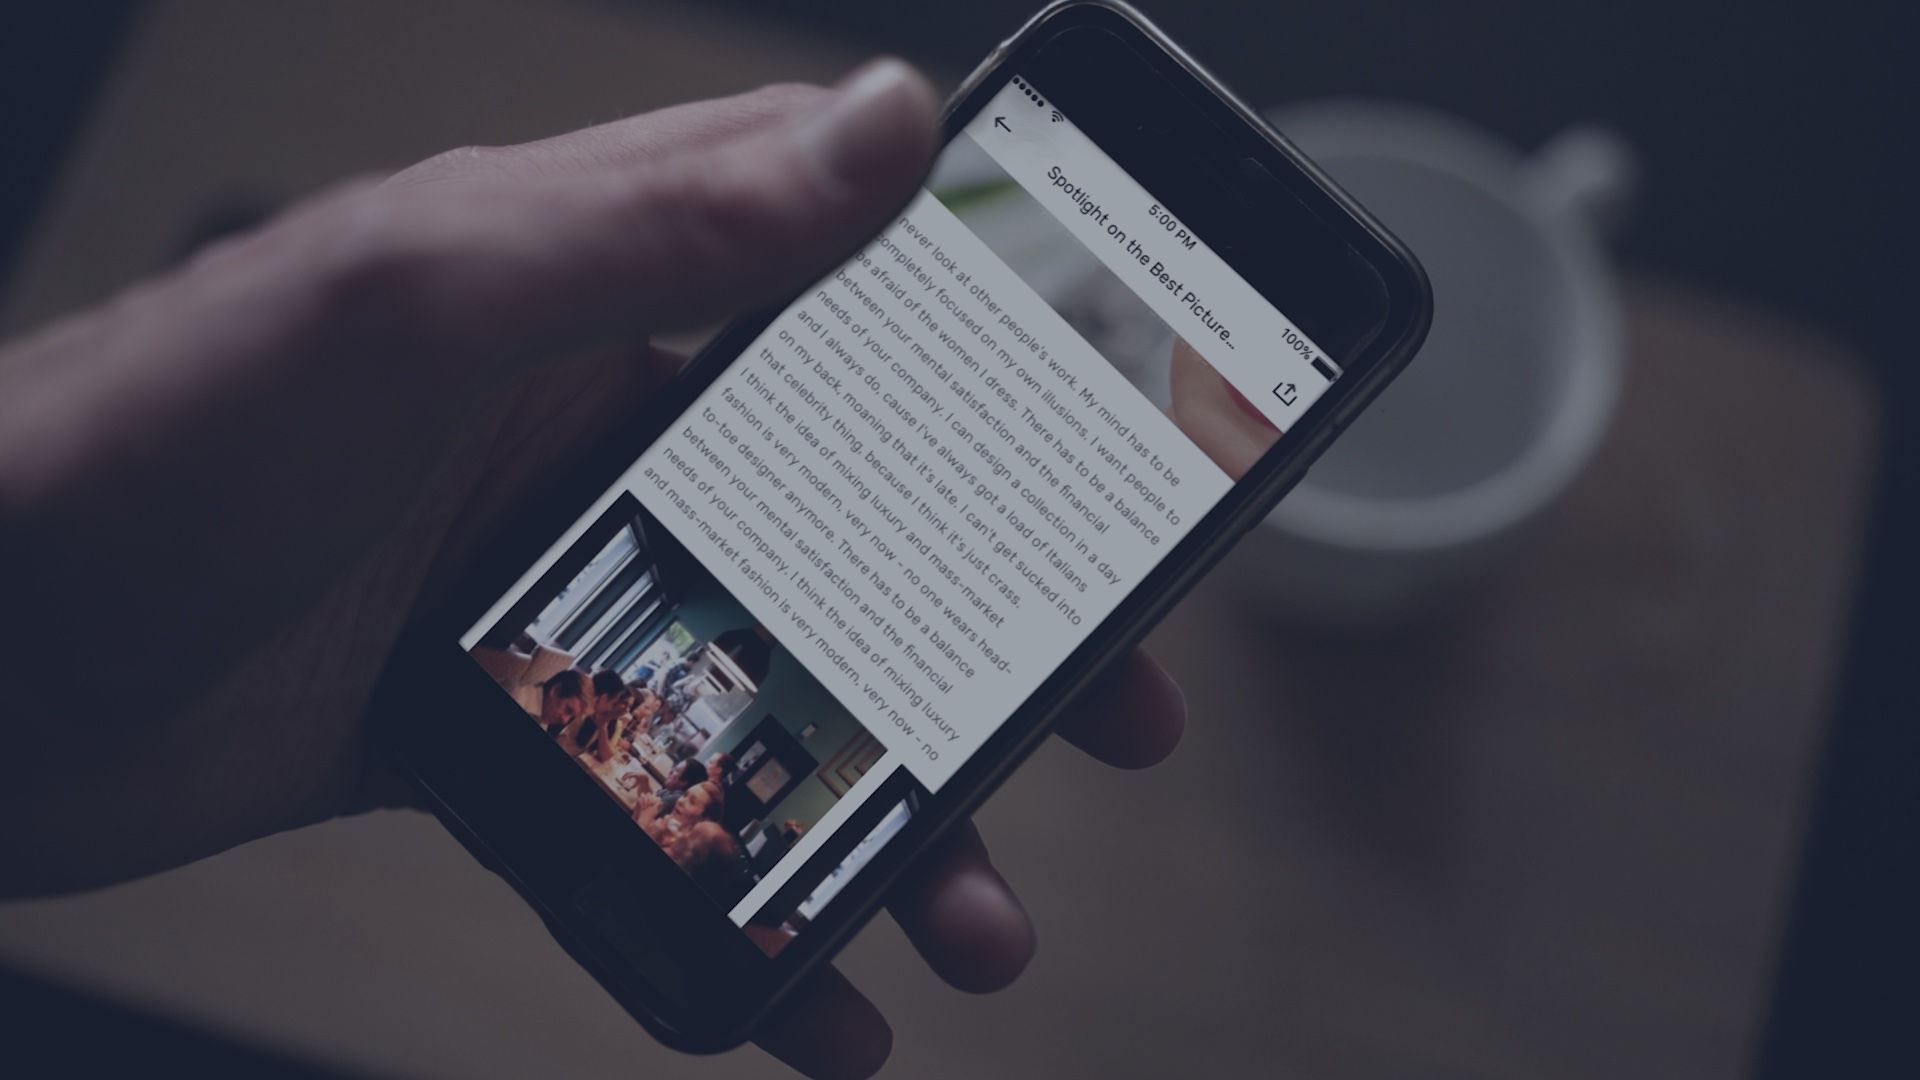 5:00 PM
100%
Spotlight on the Best Picture...
never look at other people's work. My mind has to be
completely focused on my own illusions. I want people to
be afraid of the women I dress. There has to be a balance
between your mental satisfaction and the financial
needs of your company. I can design a collection in a day
and I always do, cause I've always got a load of Italians
on my back, moaning that it's late. I can't get sucked into
that celebrity thing, because I think it's just crass.
I think the idea of mixing luxury and mass-market
fashion is very modern, very now - no one wears head-
to-toe designer anymore. There has to be a balance
between your mental satisfaction and the financial
needs of your company. I think the idea of mixing luxury
and mass-market fashion is very modern, very now - no